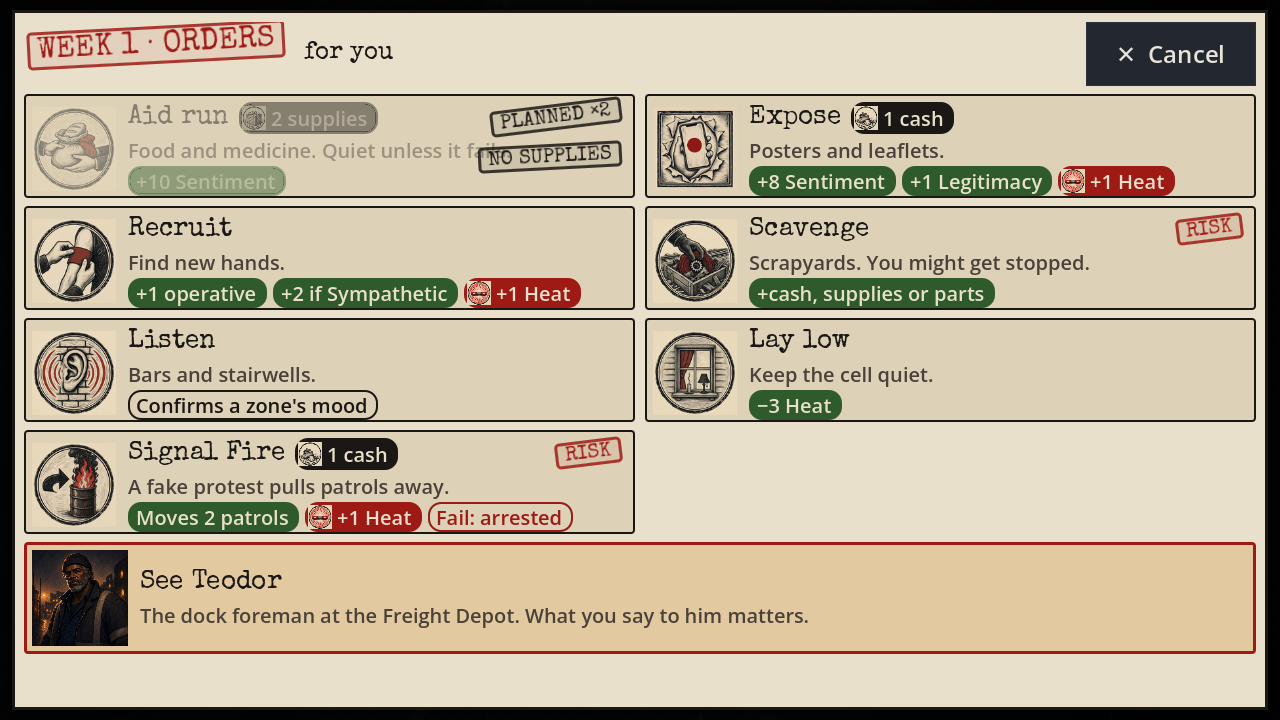 WEEK 1 · ORDERS for you
× Cancel
Aid run 2 supplies PLANNED ×2
Food and medicine. Quiet unless it NO SUPPLIES
+10 Sentiment
Expose 1 cash
Posters and leaflets.
+8 Sentiment +1 Legitimacy +1 Heat
Recruit
Find new hands.
+1 operative +2 if Sympathetic +1 Heat
Scavenge RISK
Scrapyards. You might get stopped.
+cash, supplies or parts
Listen
Bars and stairwells.
Confirms a zone's mood
Lay low
Keep the cell quiet.
−3 Heat
Signal Fire 1 cash RISK
A fake protest pulls patrols away.
Moves 2 patrols +1 Heat Fail: arrested
See Teodor
The dock foreman at the Freight Depot. What you say to him matters.